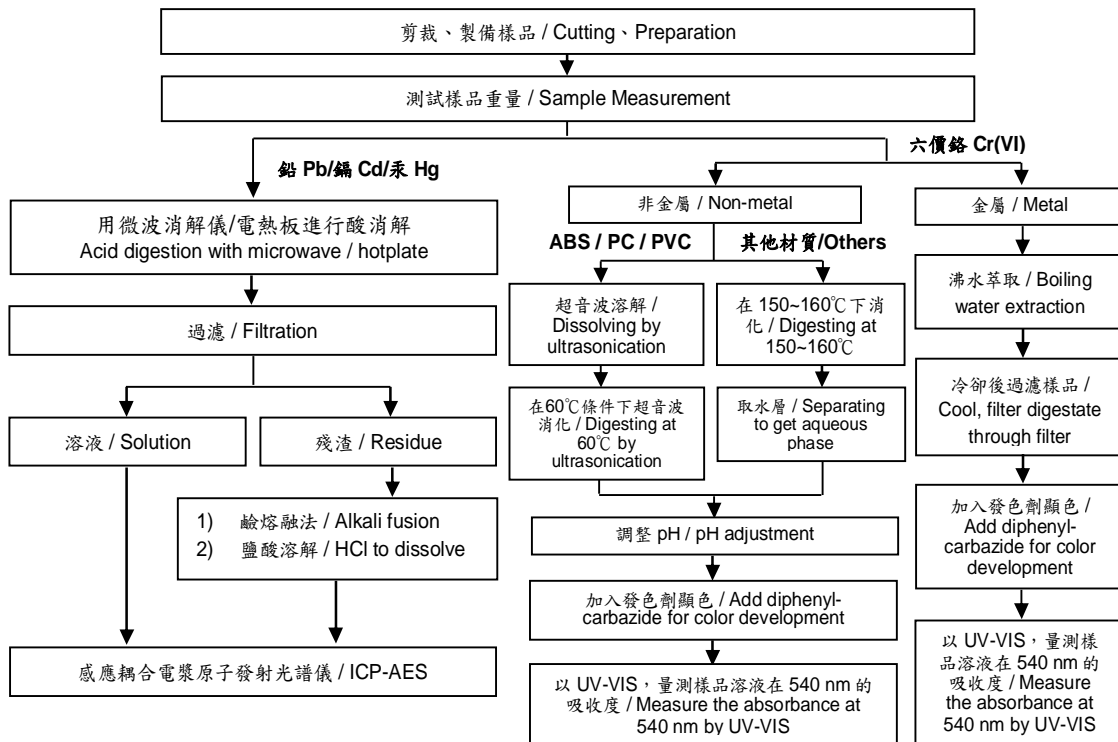 剪裁、製備樣品 / Cutting、Preparation
測試樣品重量 / Sample Measurement
鉛 Pb/鎘 Cd/汞 Hg
六價鉻 Cr(VI)
用微波消解儀/電熱板進行酸消解
Acid digestion with microwave / hotplate
過濾 / Filtration
溶液 / Solution
殘渣 / Residue
1) 鹼熔融法 / Alkali fusion
2) 鹽酸溶解 / HCl to dissolve
感應耦合電漿原子發射光譜儀 / ICP-AES
非金屬 / Non-metal
ABS / PC / PVC
其他材質/Others
超音波溶解 /
Dissolving by
ultrasonication
在60℃條件下超音波
消化 / Digesting at
60℃ by
ultrasonication
在 150~160℃下消
化 / Digesting at
150~160℃
取水層 / Separating
to get aqueous
phase
調整 pH / pH adjustment
加入發色劑顯色 / Add diphenyl-
carbazide for color development
以 UV-VIS，量測樣品溶液在 540 nm 的
吸收度 / Measure the absorbance at
540 nm by UV-VIS
金屬 / Metal
沸水萃取 / Boiling
water extraction
冷卻後過濾樣品 /
Cool, filter digestate
through filter
加入發色劑顯色 /
Add diphenyl-
carbazide for color
development
以 UV-VIS，量測樣
品溶液在 540 nm 的
吸收度 / Measure
the absorbance at
540 nm by UV-VIS